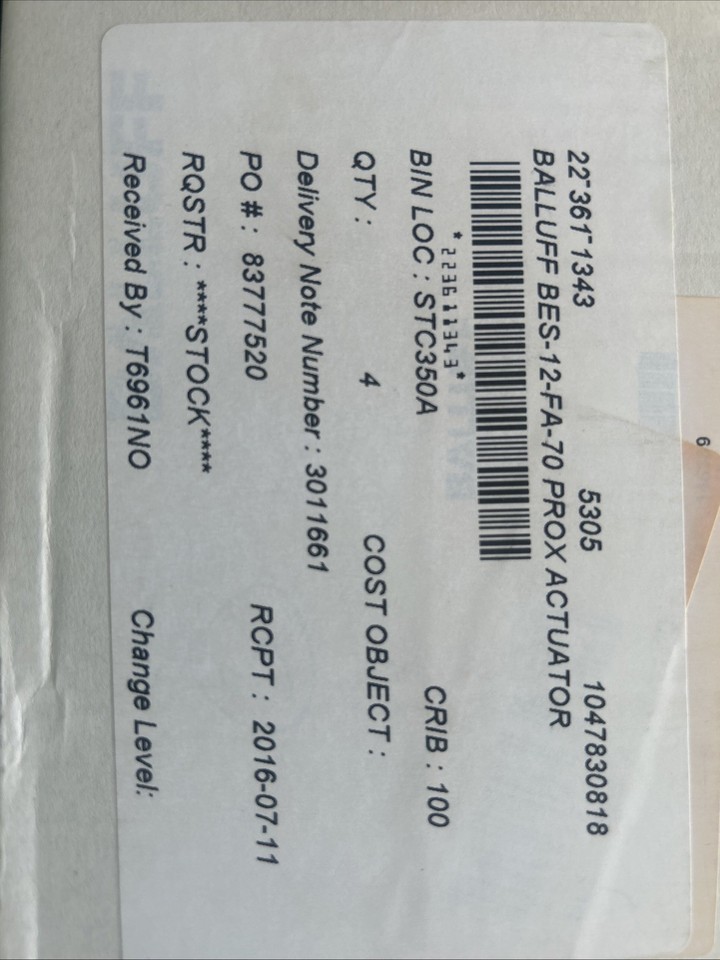 22-361-1343 5305 1047830818
BALLUFF BES-12-FA-70 PROX ACTUATOR
*223611343*
BIN LOC : STC350A CRIB : 100
QTY : 4 COST OBJECT :
Delivery Note Number : 3011661
PO # : 83777520 RCPT : 2016-07-11
RQSTR : ****STOCK****
Received By : T6961NO Change Level:
6